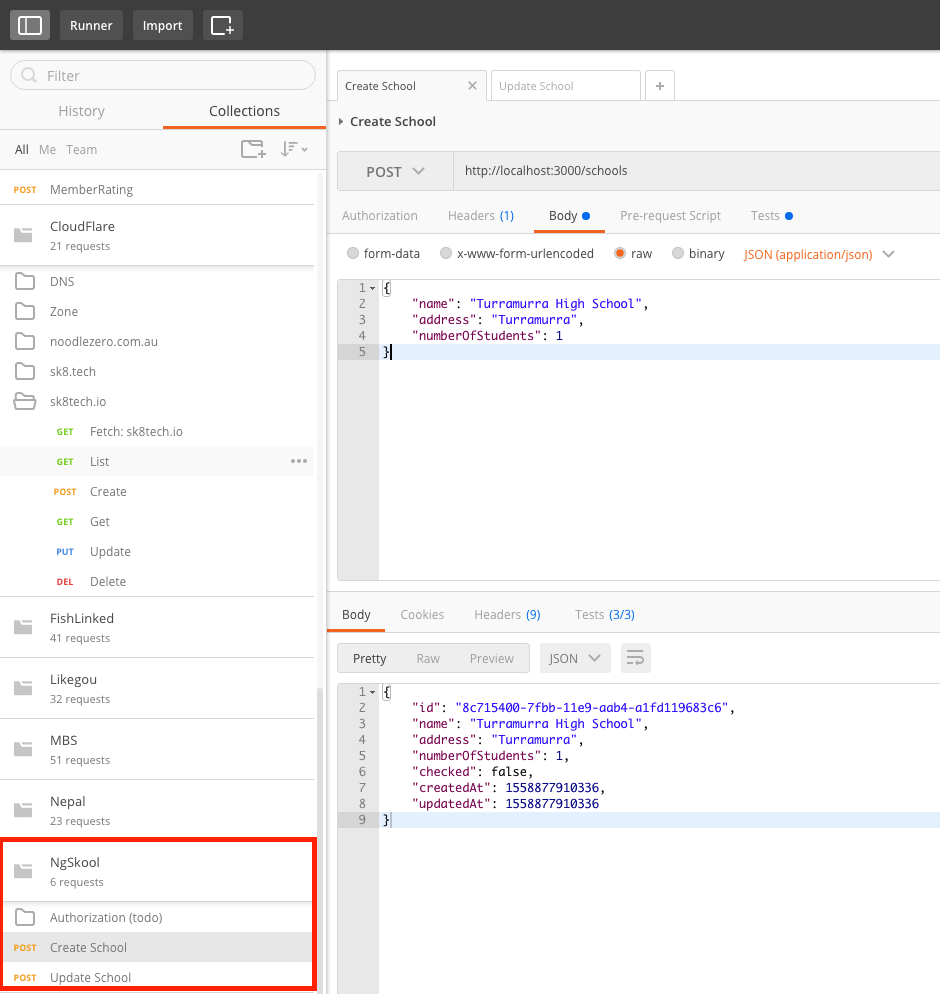 Runner Import
Filter
History Collections
All Me Team
POST MemberRating
CloudFlare
21 requests
DNS
Zone
noodlezero.com.au
sk8.tech
sk8tech.io
GET Fetch: sk8tech.io
GET List
POST Create
GET Get
PUT Update
DEL Delete
FishLinked
41 requests
Likegou
32 requests
MBS
51 requests
Nepal
23 requests
NgSkool
6 requests
Authorization (todo)
POST Create School
POST Update School
Create School Update School
Create School
POST http://localhost:3000/schools
Authorization Headers (1) Body Pre-request Script Tests
form-data x-www-form-urlencoded raw binary JSON (application/json)
1 {
2 "name": "Turramurra High School",
3 "address": "Turramurra",
4 "numberOfStudents": 1
5 }
Body Cookies Headers (9) Tests (3/3)
Pretty Raw Preview JSON
1 {
2 "id": "8c715400-7fbb-11e9-aab4-a1fd119683c6",
3 "name": "Turramurra High School",
4 "address": "Turramurra",
5 "numberOfStudents": 1,
6 "checked": false,
7 "createdAt": 1558877910336,
8 "updatedAt": 1558877910336
9 }